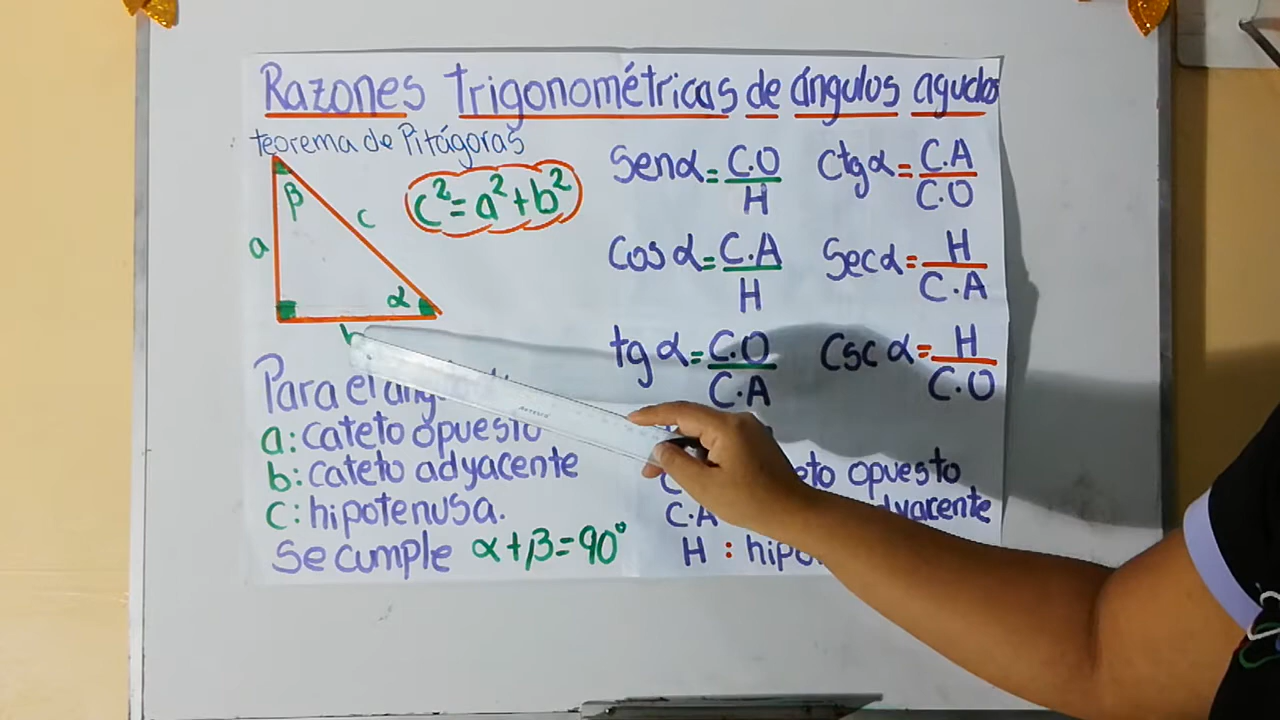 Razones Trigonométricas de ángulos agudos
teorema de Pitágoras
β
c
a
α
c²=a²+b²
Senα=C.O/H
Cosα=C.A/H
tgα=C.O/C.A
Ctgα=C.A/C.O
Secα=H/C.A
Cscα=H/C.O
Para el
a: cateto opuesto
b: cateto adyacente
c: hipotenusa.
Se cumple α+β=90°
opuesto
C.A
H :